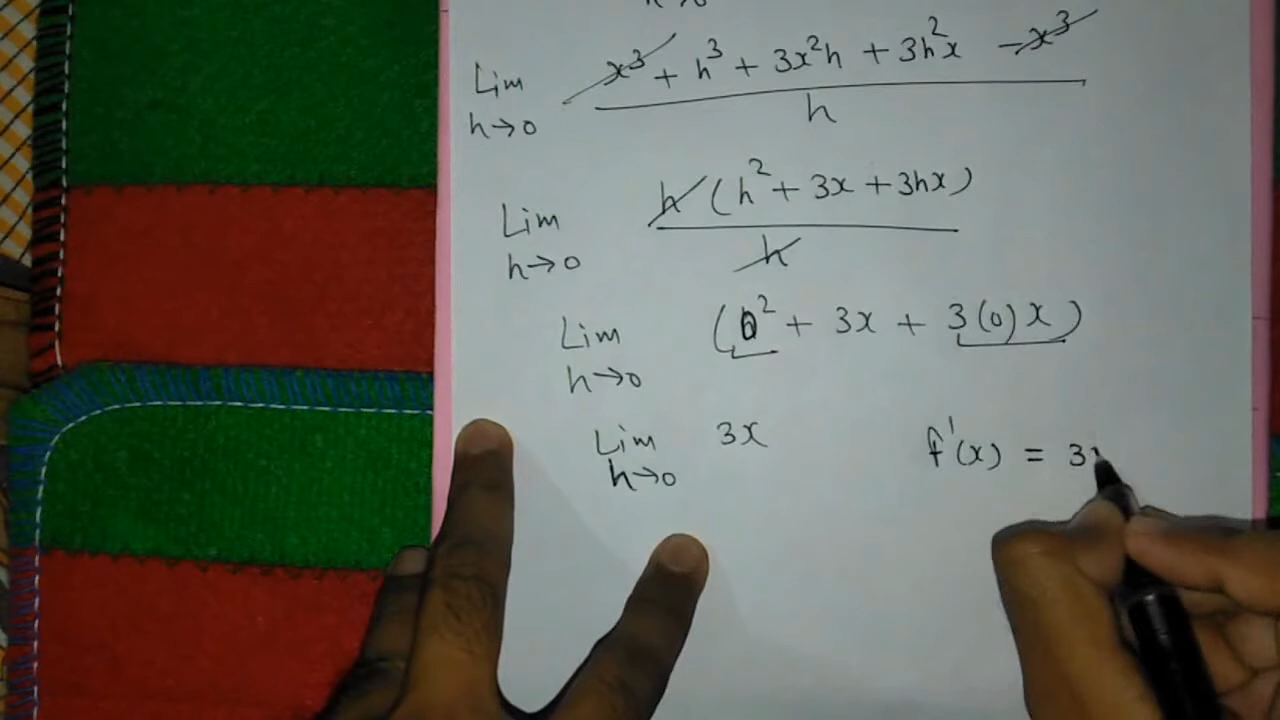 x³ + h³ + 3x²h + 3h²x − x³
Lim
h→0
h
h (h² + 3x + 3hx)
Lim
h→0
h
Lim (0² + 3x + 3(0)x)
h→0
Lim 3x f'(x) = 3x
h→0